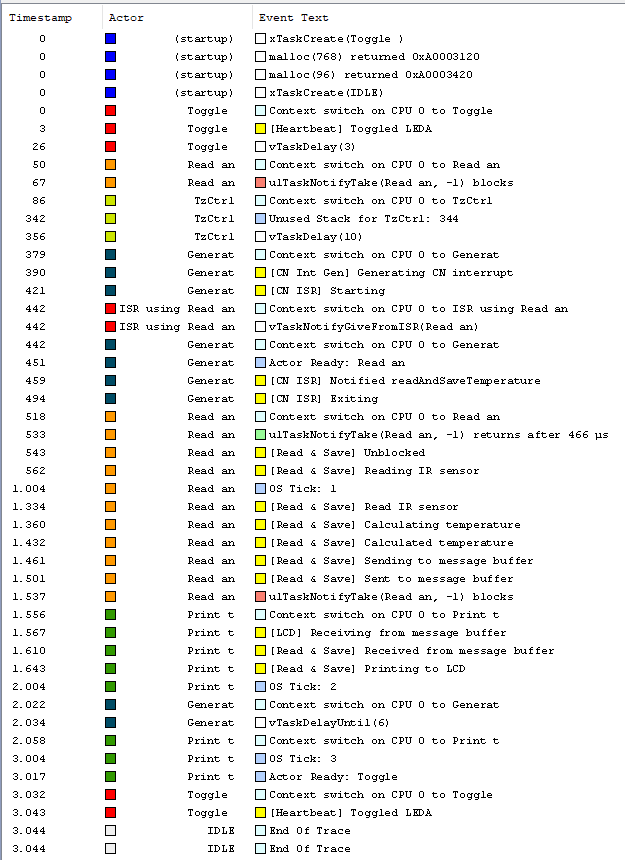 Timestamp Actor Event Text
0 (startup) xTaskCreate(Toggle )
0 (startup) malloc(768) returned 0xA0003120
0 (startup) malloc(96) returned 0xA0003420
0 (startup) xTaskCreate(IDLE)
0 Toggle Context switch on CPU 0 to Toggle
3 Toggle [Heartbeat] Toggled LEDA
26 Toggle vTaskDelay(3)
50 Read an Context switch on CPU 0 to Read an
67 Read an ulTaskNotifyTake(Read an, -1) blocks
86 TzCtrl Context switch on CPU 0 to TzCtrl
342 TzCtrl Unused Stack for TzCtrl: 344
356 TzCtrl vTaskDelay(10)
379 Generat Context switch on CPU 0 to Generat
390 Generat [CN Int Gen] Generating CN interrupt
421 Generat [CN ISR] Starting
442 ISR using Read an Context switch on CPU 0 to ISR using Read an
442 ISR using Read an vTaskNotifyGiveFromISR(Read an)
442 Generat Context switch on CPU 0 to Generat
451 Generat Actor Ready: Read an
459 Generat [CN ISR] Notified readAndSaveTemperature
494 Generat [CN ISR] Exiting
518 Read an Context switch on CPU 0 to Read an
533 Read an ulTaskNotifyTake(Read an, -1) returns after 466 µs
543 Read an [Read & Save] Unblocked
562 Read an [Read & Save] Reading IR sensor
1.004 Read an OS Tick: 1
1.334 Read an [Read & Save] Read IR sensor
1.360 Read an [Read & Save] Calculating temperature
1.432 Read an [Read & Save] Calculated temperature
1.461 Read an [Read & Save] Sending to message buffer
1.501 Read an [Read & Save] Sent to message buffer
1.537 Read an ulTaskNotifyTake(Read an, -1) blocks
1.556 Print t Context switch on CPU 0 to Print t
1.567 Print t [LCD] Receiving from message buffer
1.610 Print t [Read & Save] Received from message buffer
1.643 Print t [Read & Save] Printing to LCD
2.004 Print t OS Tick: 2
2.022 Generat Context switch on CPU 0 to Generat
2.034 Generat vTaskDelayUntil(6)
2.058 Print t Context switch on CPU 0 to Print t
3.004 Print t OS Tick: 3
3.017 Print t Actor Ready: Toggle
3.032 Toggle Context switch on CPU 0 to Toggle
3.043 Toggle [Heartbeat] Toggled LEDA
3.044 IDLE End Of Trace
3.044 IDLE End Of Trace